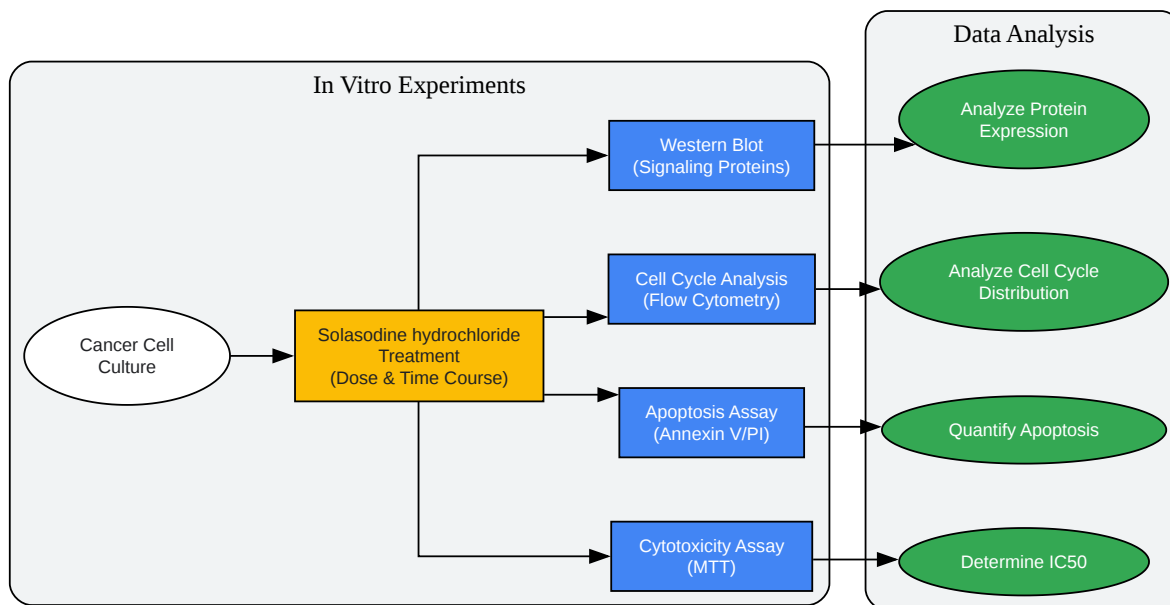 Data Analysis
In Vitro Experiments
Analyze Protein
Expression
Western Blot
(Signaling Proteins)
Cell Cycle Analysis
(Flow Cytometry)
Analyze Cell Cycle
Distribution
Cancer Cell
Culture
Solasodine hydrochloride
Treatment
(Dose & Time Course)
Apoptosis Assay
(Annexin V/PI)
Quantify Apoptosis
Cytotoxicity Assay
(MTT)
Determine IC50